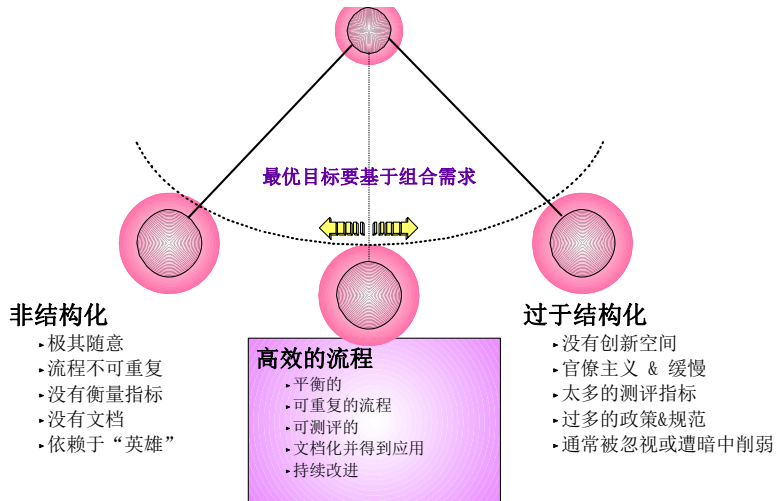 最优目标要基于组合需求
非结构化
极其随意
流程不可重复
没有衡量指标
没有文档
依赖于“英雄”
高效的流程
平衡的
可重复的流程
可测评的
文档化并得到应用
持续改进
过于结构化
没有创新空间
官僚主义 & 缓慢
太多的测评指标
过多的政策&规范
通常被忽视或遭暗中削弱